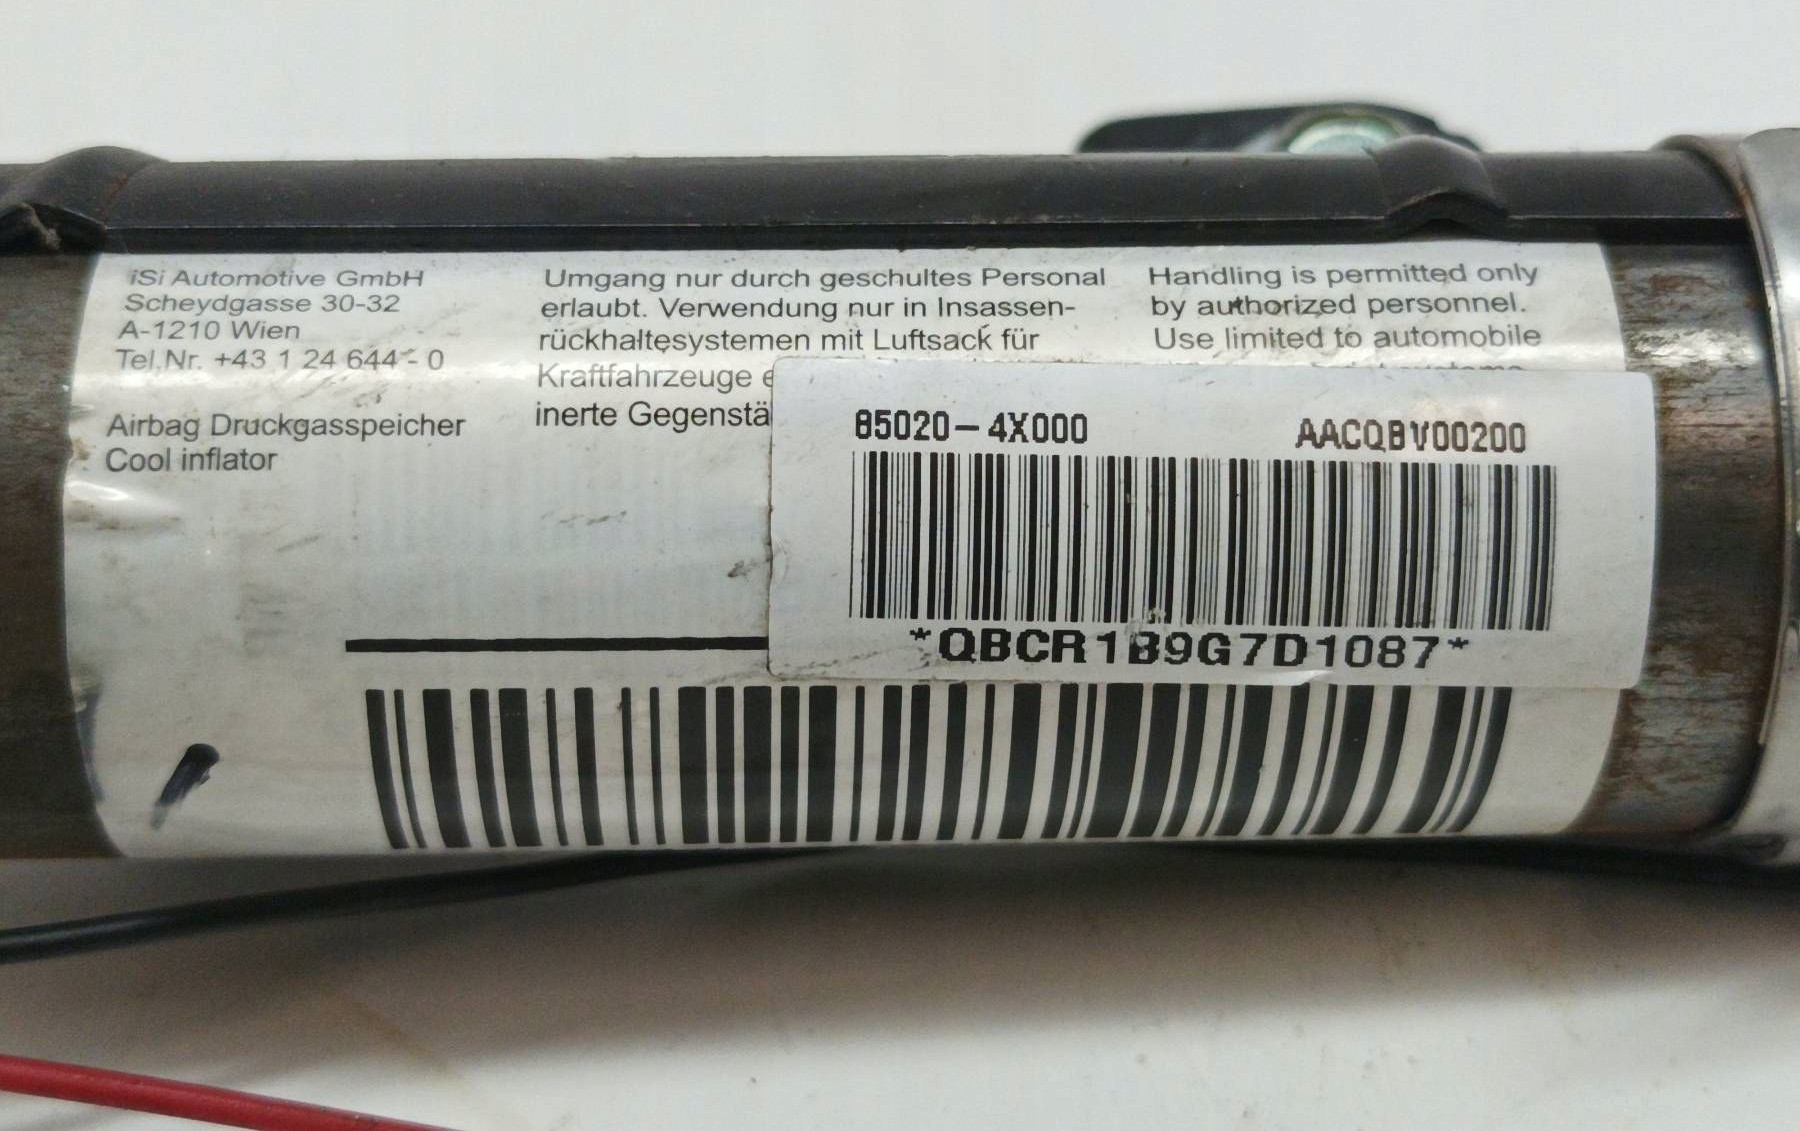 iSi Automotive GmbH
Scheydgasse 30-32
A-1210 Wien
Tel.Nr. +43 1 24 644 - 0
Airbag Druckgasspeicher
Cool inflator
Umgang nur durch geschultes Personal
erlaubt. Verwendung nur in Insassen-
rückhaltesystemen mit Luftsack für
Kraftfahrzeuge
inerte
Handling is permitted only
by authorized personnel.
Use limited to automobile
85020-4X000 AACQBV00200
*QBCR1B9G7D1087*